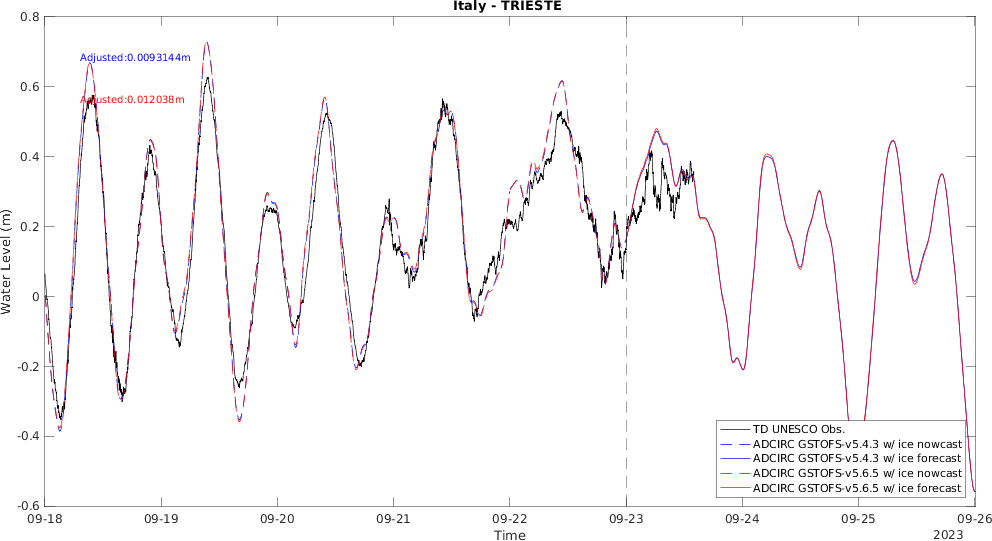 Italy - TRIESTE
Water Level (m)
0.8
0.6
0.4
0.2
0
-0.2
-0.4
-0.6
Adjusted:0.0093144m
Adjusted:0.012038m
TD UNESCO Obs.
ADCIRC GSTOFS-v5.4.3 w/ ice nowcast
ADCIRC GSTOFS-v5.4.3 w/ ice forecast
ADCIRC GSTOFS-v5.6.5 w/ ice nowcast
ADCIRC GSTOFS-v5.6.5 w/ ice forecast
09-18 09-19 09-20 09-21 09-22 09-23 09-24 09-25 09-26
Time
2023